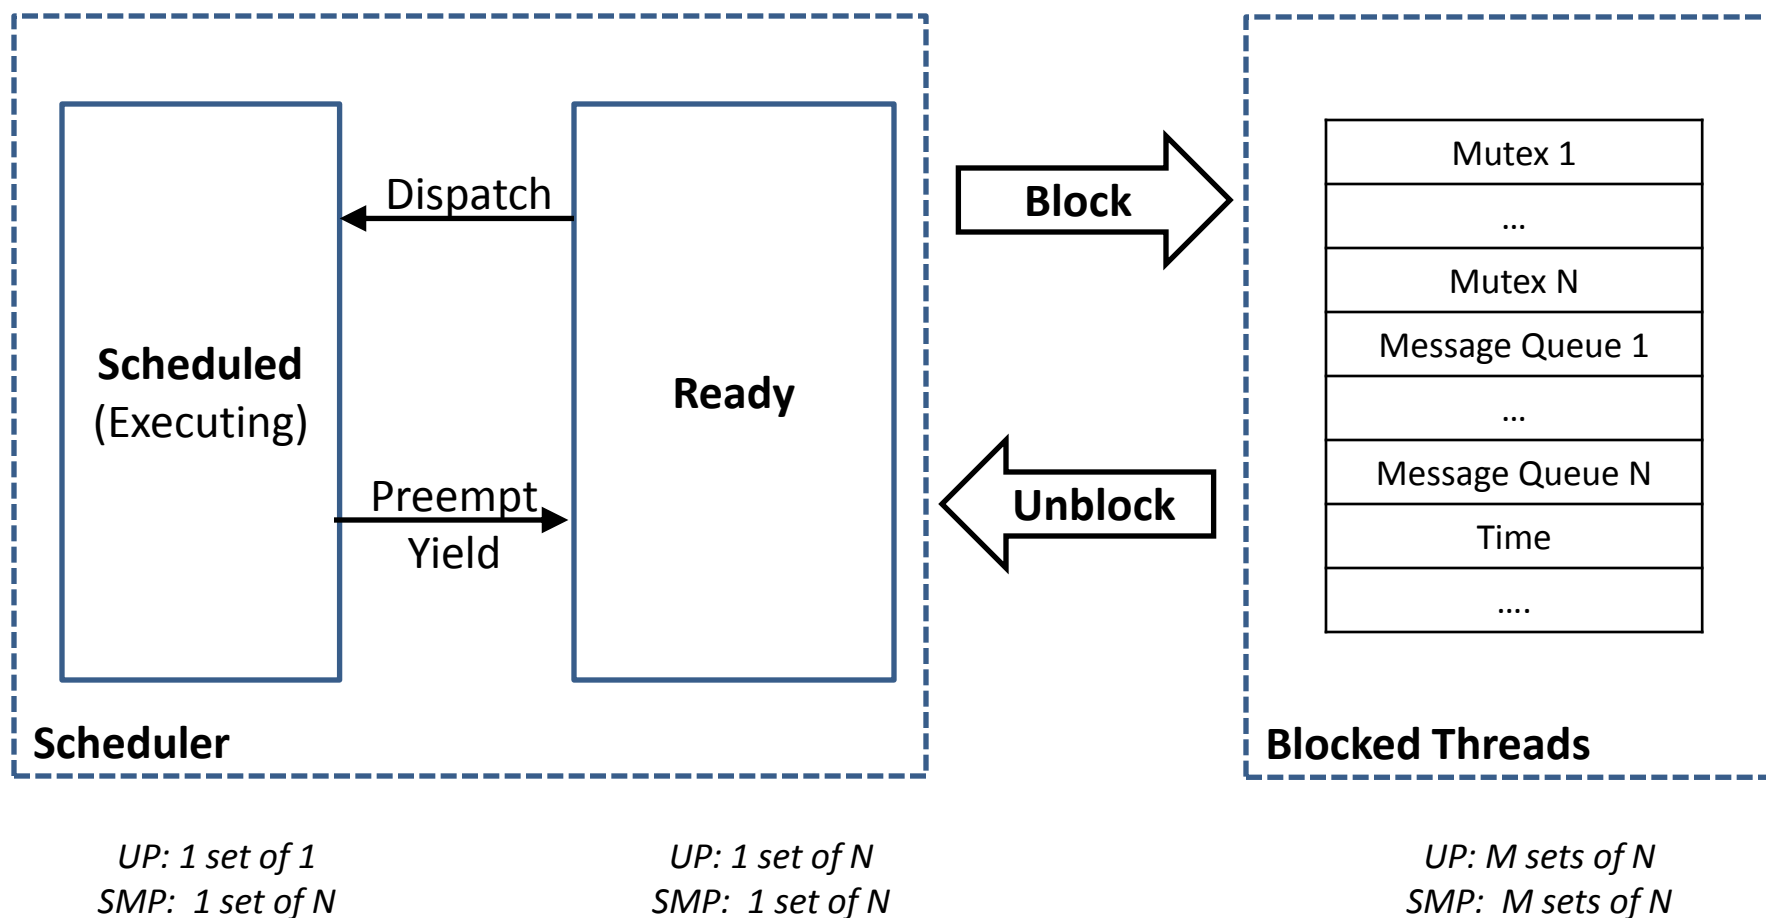 Dispatch
Scheduled
(Executing)
Preempt
Yield
Ready
Scheduler
Block
Unblock
Mutex 1
...
Mutex N
Message Queue 1
...
Message Queue N
Time
....
Blocked Threads
UP: 1 set of 1
SMP: 1 set of N
UP: 1 set of N
SMP: 1 set of N
UP: M sets of N
SMP: M sets of N